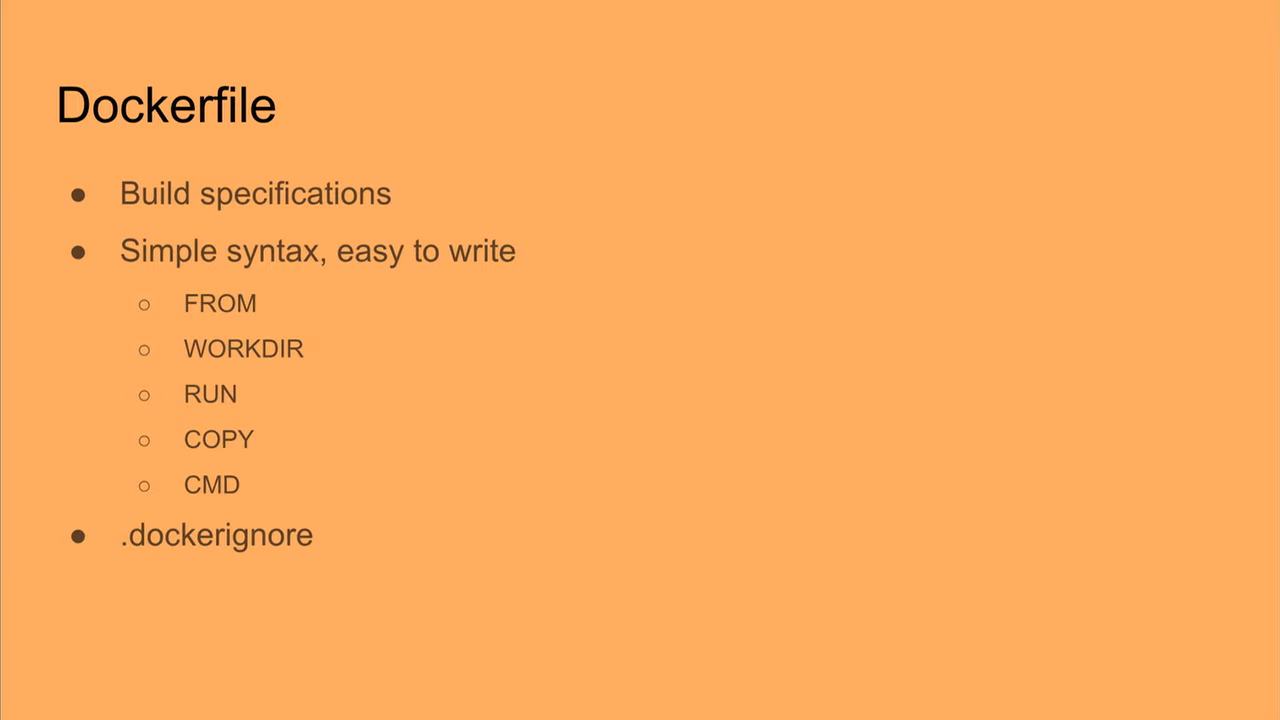 Dockerfile
● Build specifications
● Simple syntax, easy to write
○ FROM
○ WORKDIR
○ RUN
○ COPY
○ CMD
● .dockerignore